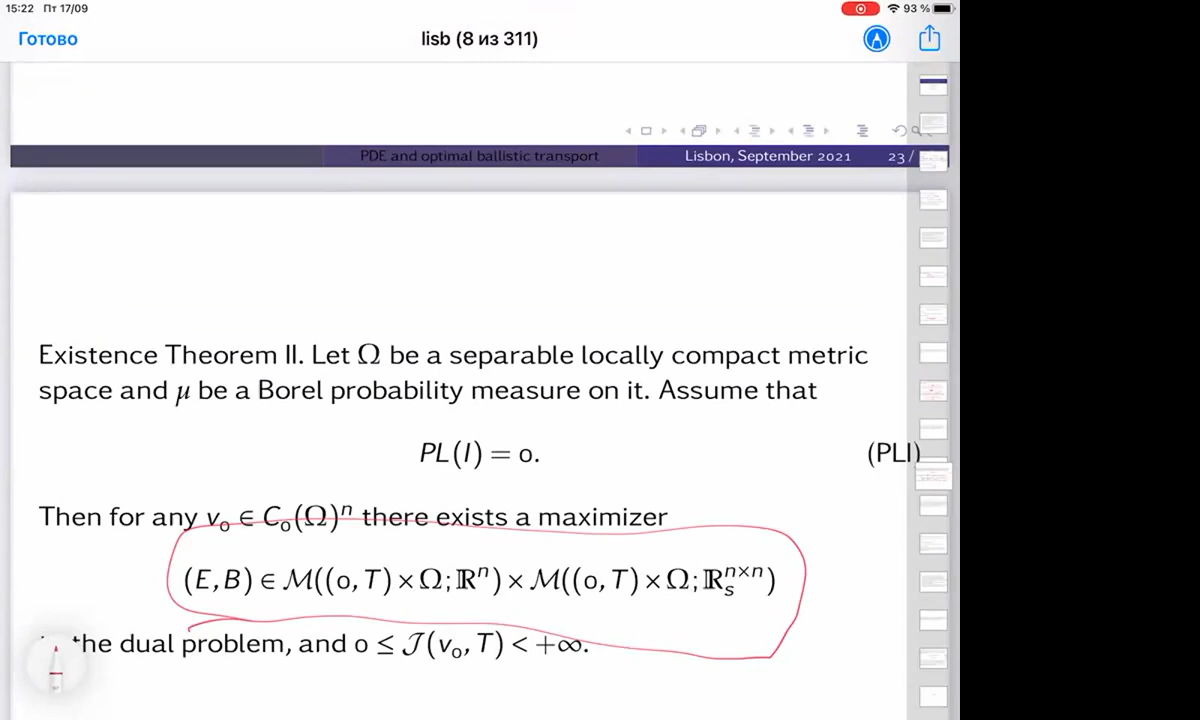 15:22 Пт 17/09 93 %
Готово lisb (8 из 311)
PDE and optimal ballistic transport Lisbon, September 2021 23 /
Existence Theorem II. Let Ω be a separable locally compact metric
space and μ be a Borel probability measure on it. Assume that
PL(I) = 0. (PLI)
Then for any v₀ ∈ C₀(Ω)ⁿ there exists a maximizer
(E, B) ∈ ℳ((0, T) × Ω; ℝⁿ) × ℳ((0, T) × Ω; ℝₛⁿˣⁿ)
the dual problem, and 0 ≤ 𝒥(v₀, T) < +∞.